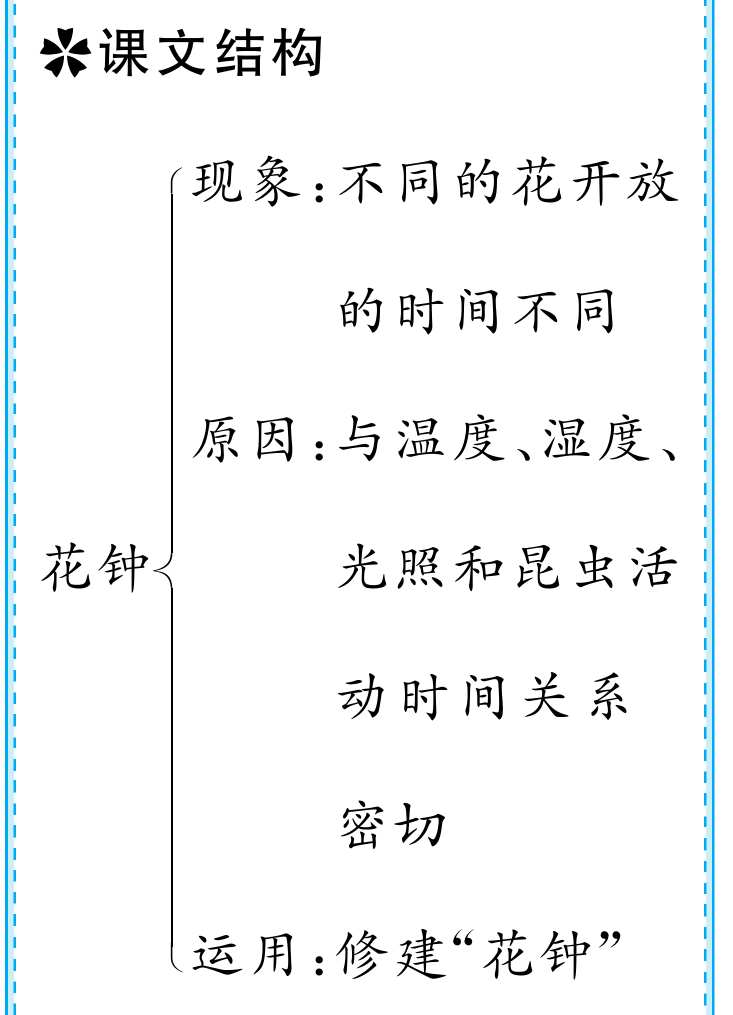 课文结构
现象：不同的花开放
的时间不同
原因：与温度、湿度、
花钟
光照和昆虫活
动时间关系
密切
运用：修建“花钟”